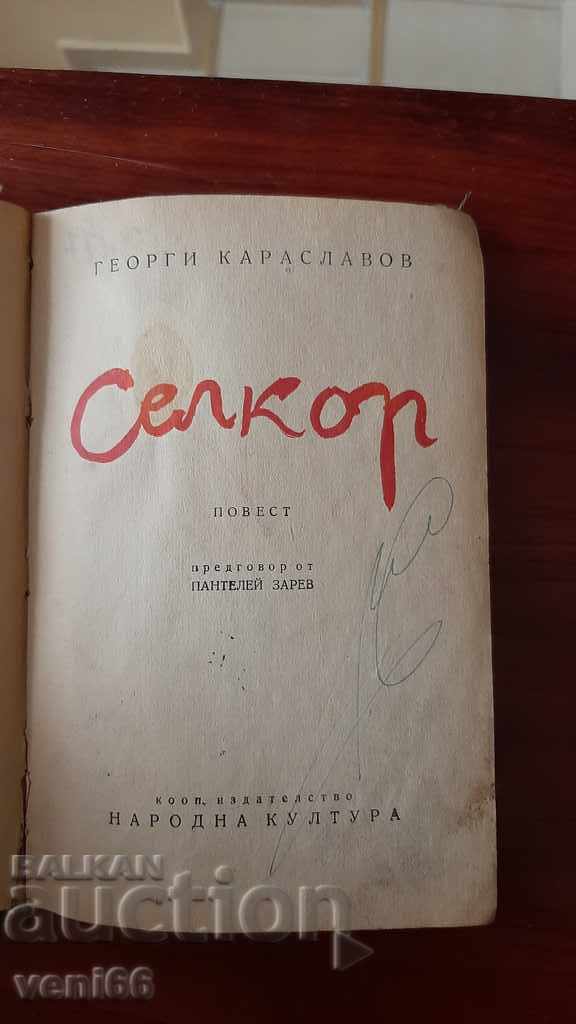 ГЕОРГИ КАРАСЛАВОВ
Селкор
ПОВЕСТ
предговор от
ПАНТЕЛЕЙ ЗАРЕВ
кооп. издателство
НАРОДНА КУЛТУРА
BALKAN
auction
veni66